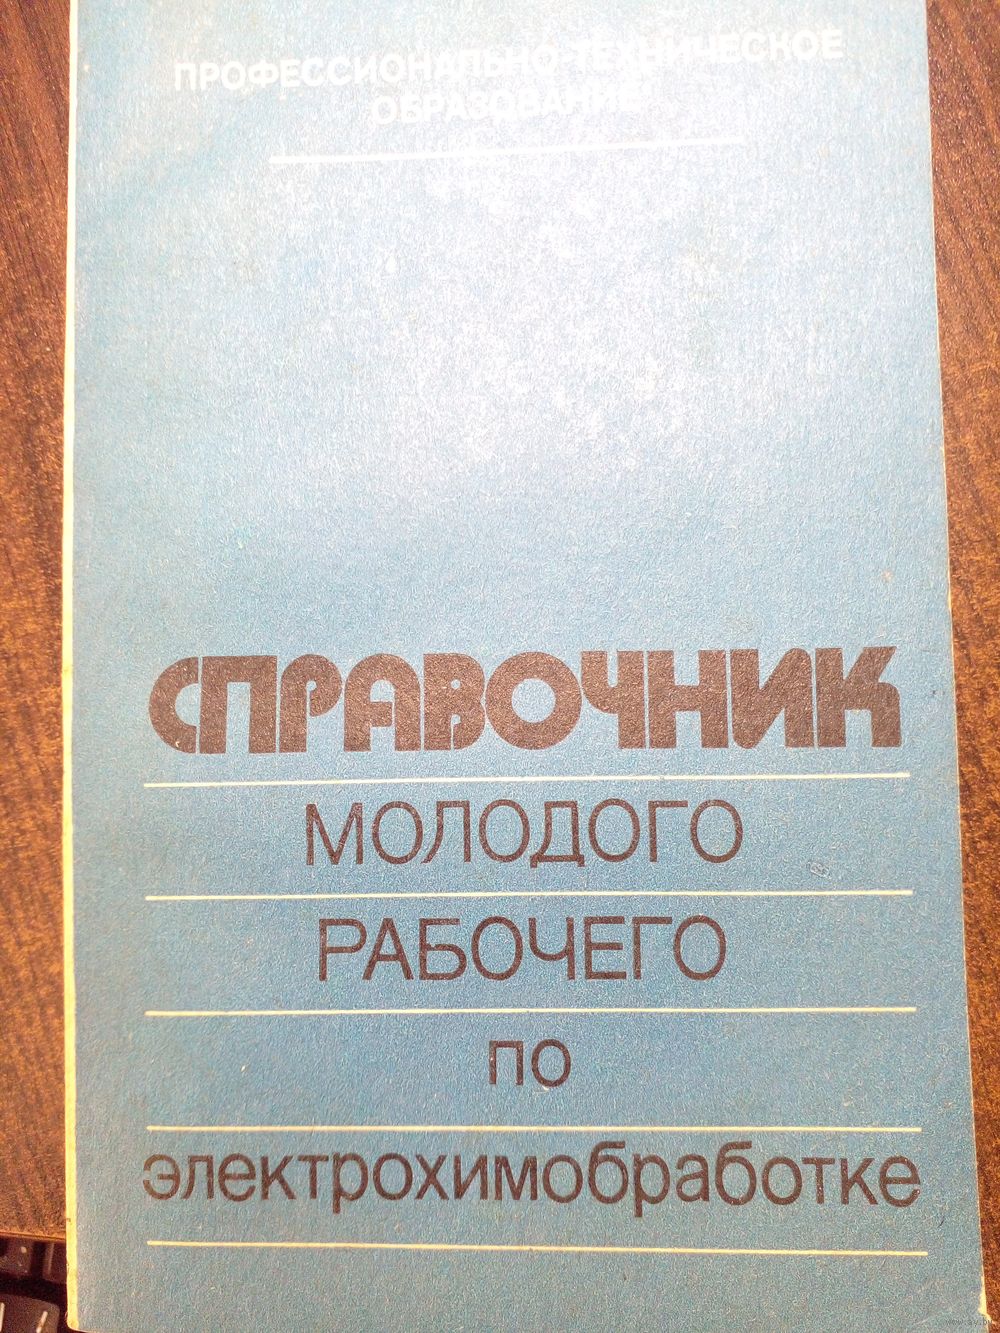 ПРОФЕССИОНАЛЬНО-ТЕХНИЧЕСКОЕ
ОБРАЗОВАНИЕ
СПРАВОЧНИК
МОЛОДОГО
РАБОЧЕГО
ПО
электрохимобработке